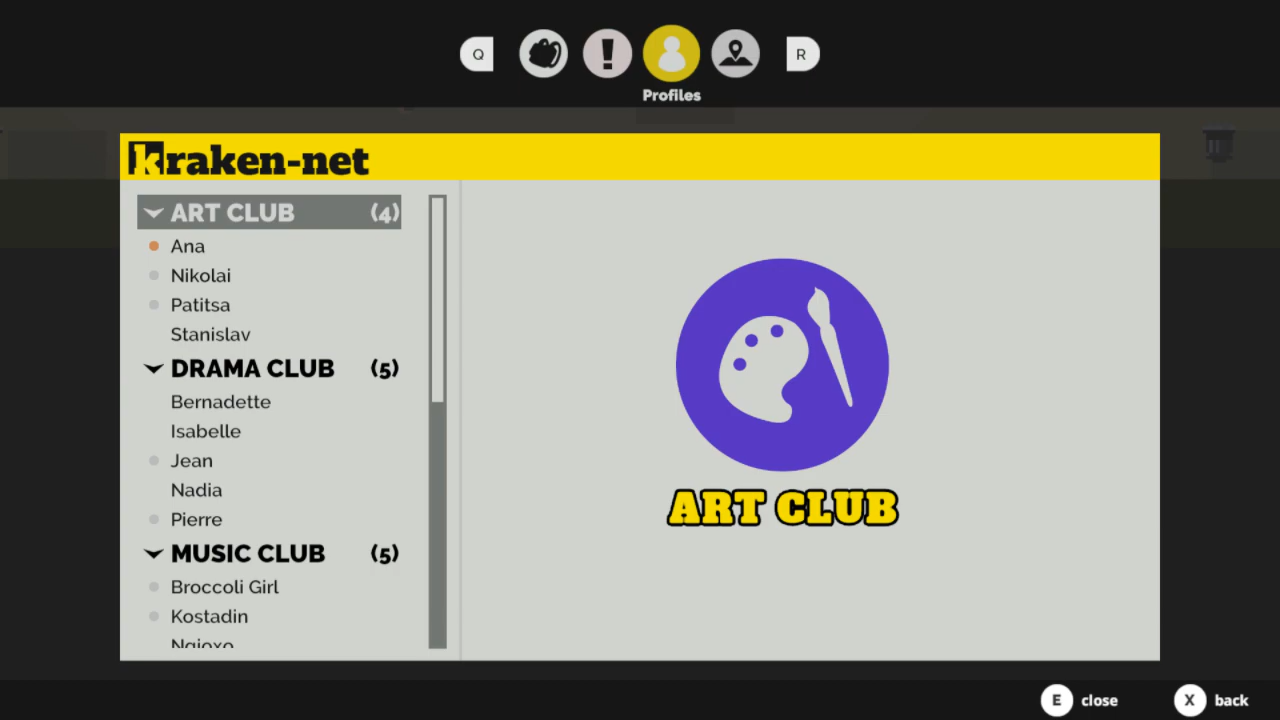 Q
R
Profiles
kraken-net
ART CLUB (4)
Ana
Nikolai
Patitsa
Stanislav
DRAMA CLUB (5)
Bernadette
Isabelle
Jean
Nadia
Pierre
MUSIC CLUB (5)
Broccoli Girl
Kostadin
ART CLUB
E close
X back